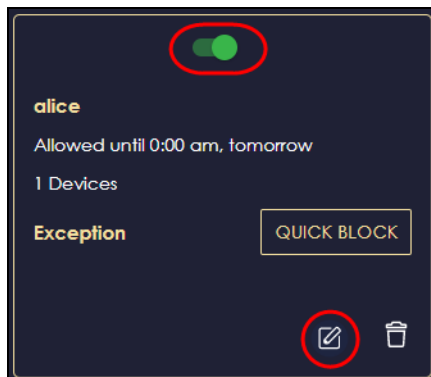 alice
Allowed until 0:00 am, tomorrow
1 Devices
Exception QUICK BLOCK